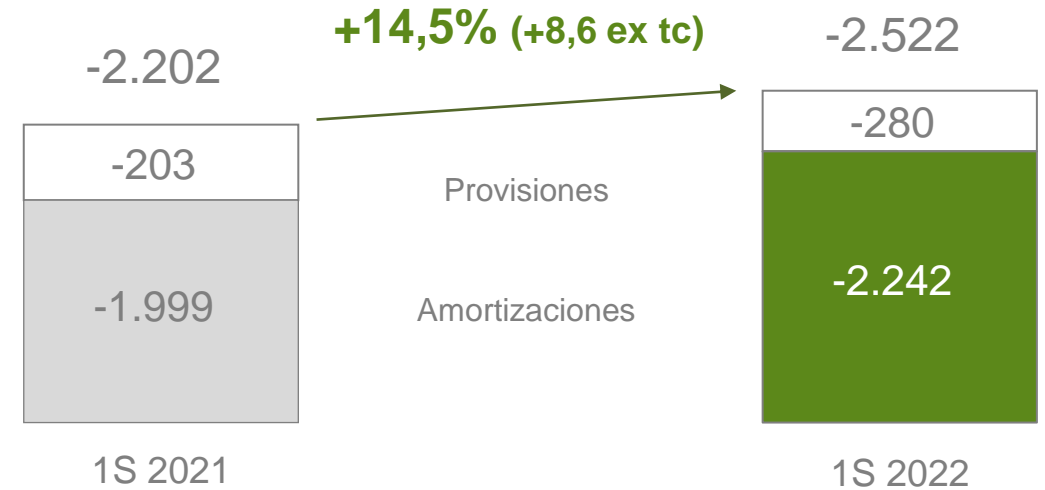 +14,5% (+8,6 ex tc)
-2.202
-2.522
-203
-280
Provisiones
-1.999
-2.242
Amortizaciones
1S 2021
1S 2022